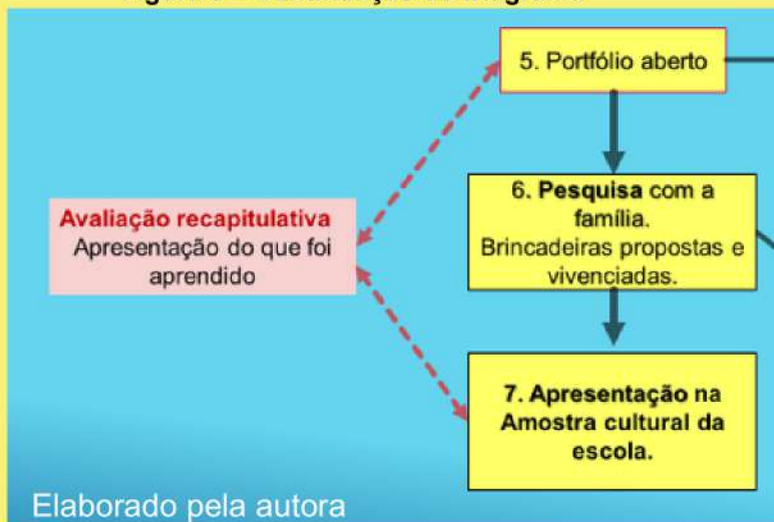 5. Portfólio aberto
6. Pesquisa com a
família.
Brincadeiras propostas e
vivenciadas.
Avaliação recapitulativa
Apresentação do que foi
aprendido
7. Apresentação na
Amostra cultural da
escola.
Elaborado pela autora